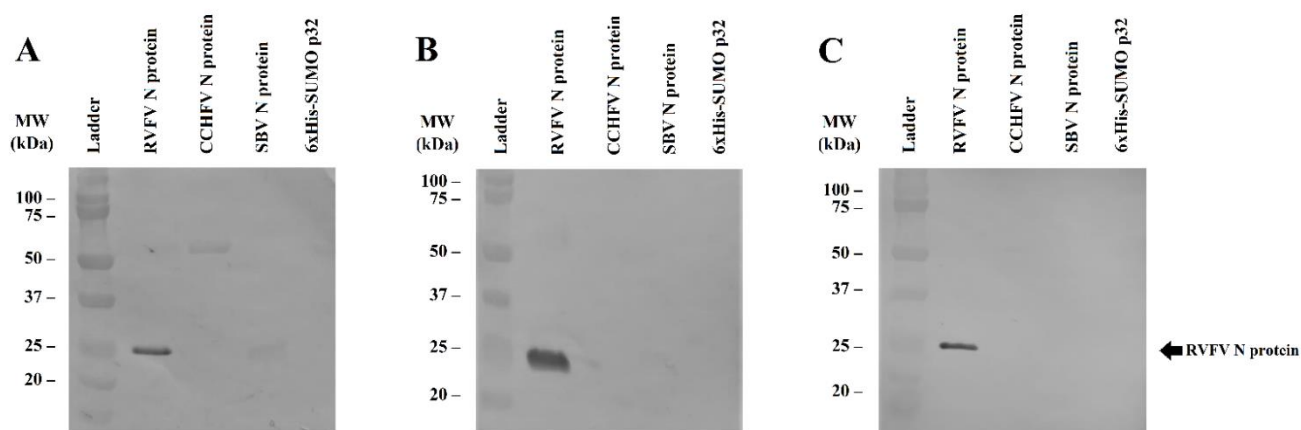 A
MW
(kDa)
Ladder
RVFV N protein
CCHFV N protein
SBV N protein
6xHis-SUMO p32
100 –
75 –
50 –
37 –
25 –
20 –
B
MW
(kDa)
Ladder
RVFV N protein
CCHFV N protein
SBV N protein
6xHis-SUMO p32
100 –
75 –
50 –
37 –
25 –
20 –
C
MW
(kDa)
Ladder
RVFV N protein
CCHFV N protein
SBV N protein
6xHis-SUMO p32
100 –
75 –
50 –
37 –
25 –
20 –
RVFV N protein